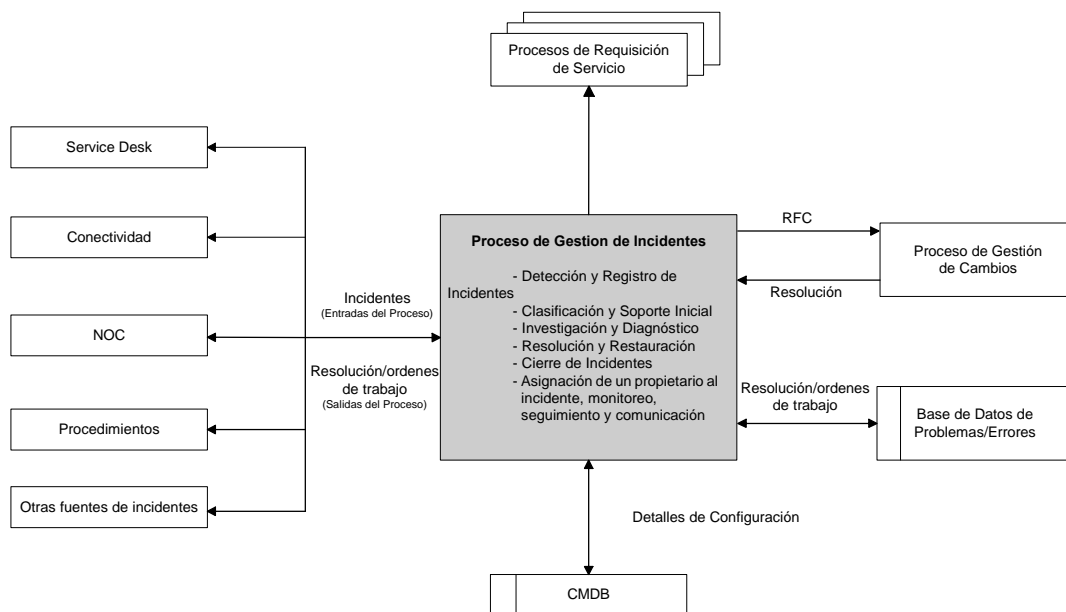 Procesos de Requisición
de Servicio
Service Desk
Conectividad
NOC
Procedimientos
Otras fuentes de incidentes
Incidentes
(Entradas del Proceso)
Resolución/ordenes
de trabajo
(Salidas del Proceso)
Proceso de Gestion de Incidentes
- Detección y Registro de
Incidentes
- Clasificación y Soporte Inicial
- Investigación y Diagnóstico
- Resolución y Restauración
- Cierre de Incidentes
- Asignación de un propietario al
incidente, monitoreo,
seguimiento y comunicación
RFC
Resolución
Proceso de Gestión
de Cambios
Resolución/ordenes
de trabajo
Base de Datos de
Problemas/Errores
Detalles de Configuración
CMDB